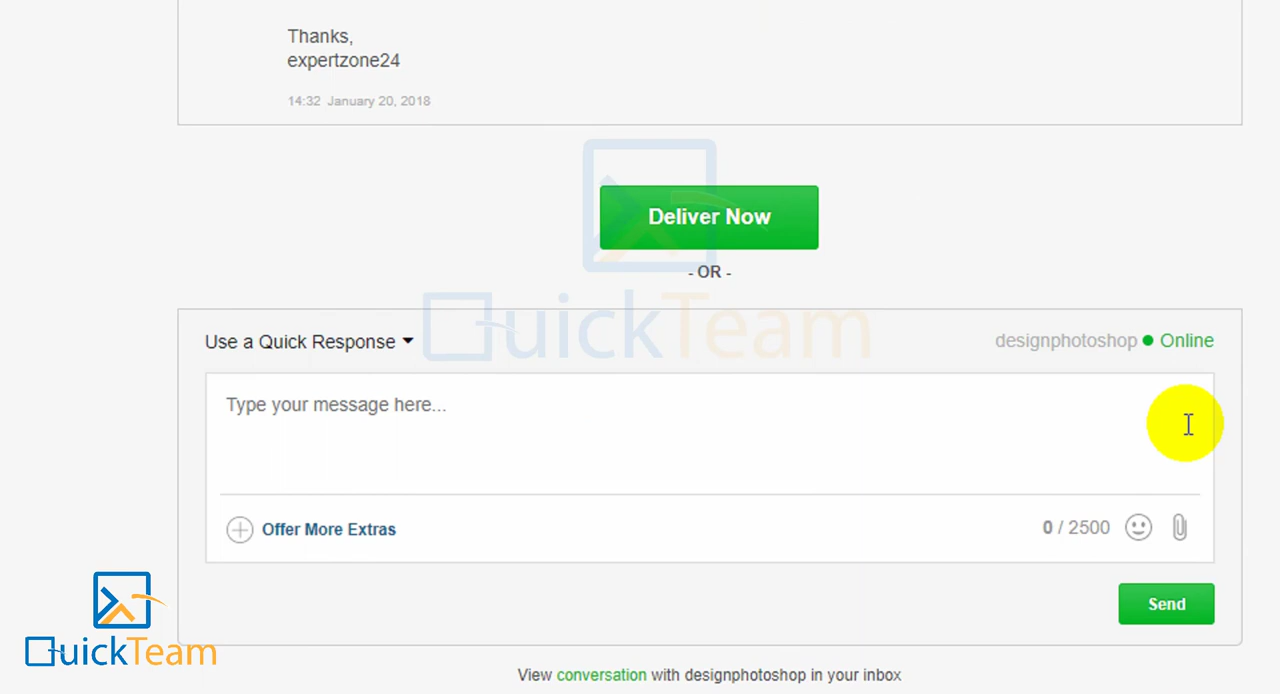 Thanks,
expertzone24
14:32 January 20, 2018
Deliver Now
- OR -
QuickTeam
Use a Quick Response
designphotoshop Online
Type your message here...
Offer More Extras
0 / 2500
Send
QuickTeam
View conversation with designphotoshop in your inbox